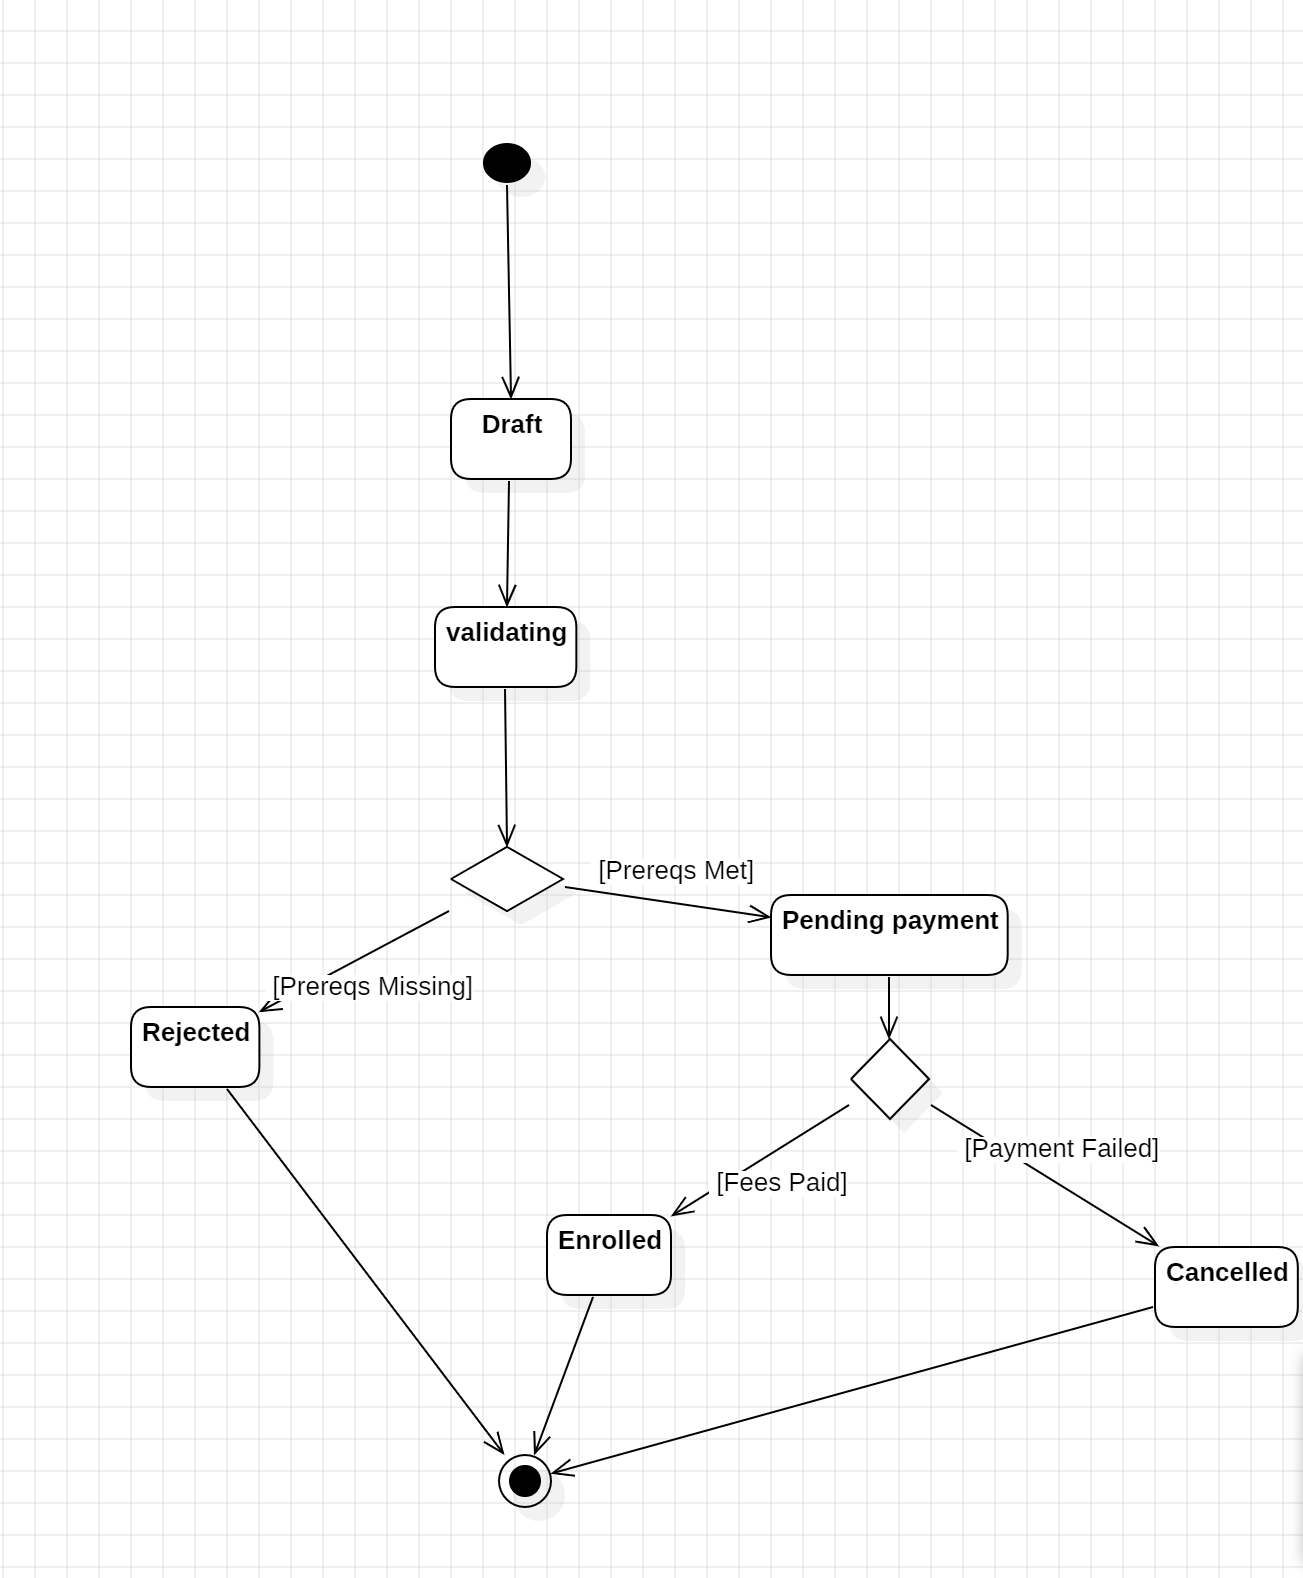 Draft
validating
[Prereqs Met]
Pending payment
[Prereqs Missing]
Rejected
[Payment Failed]
[Fees Paid]
Enrolled
Cancelled